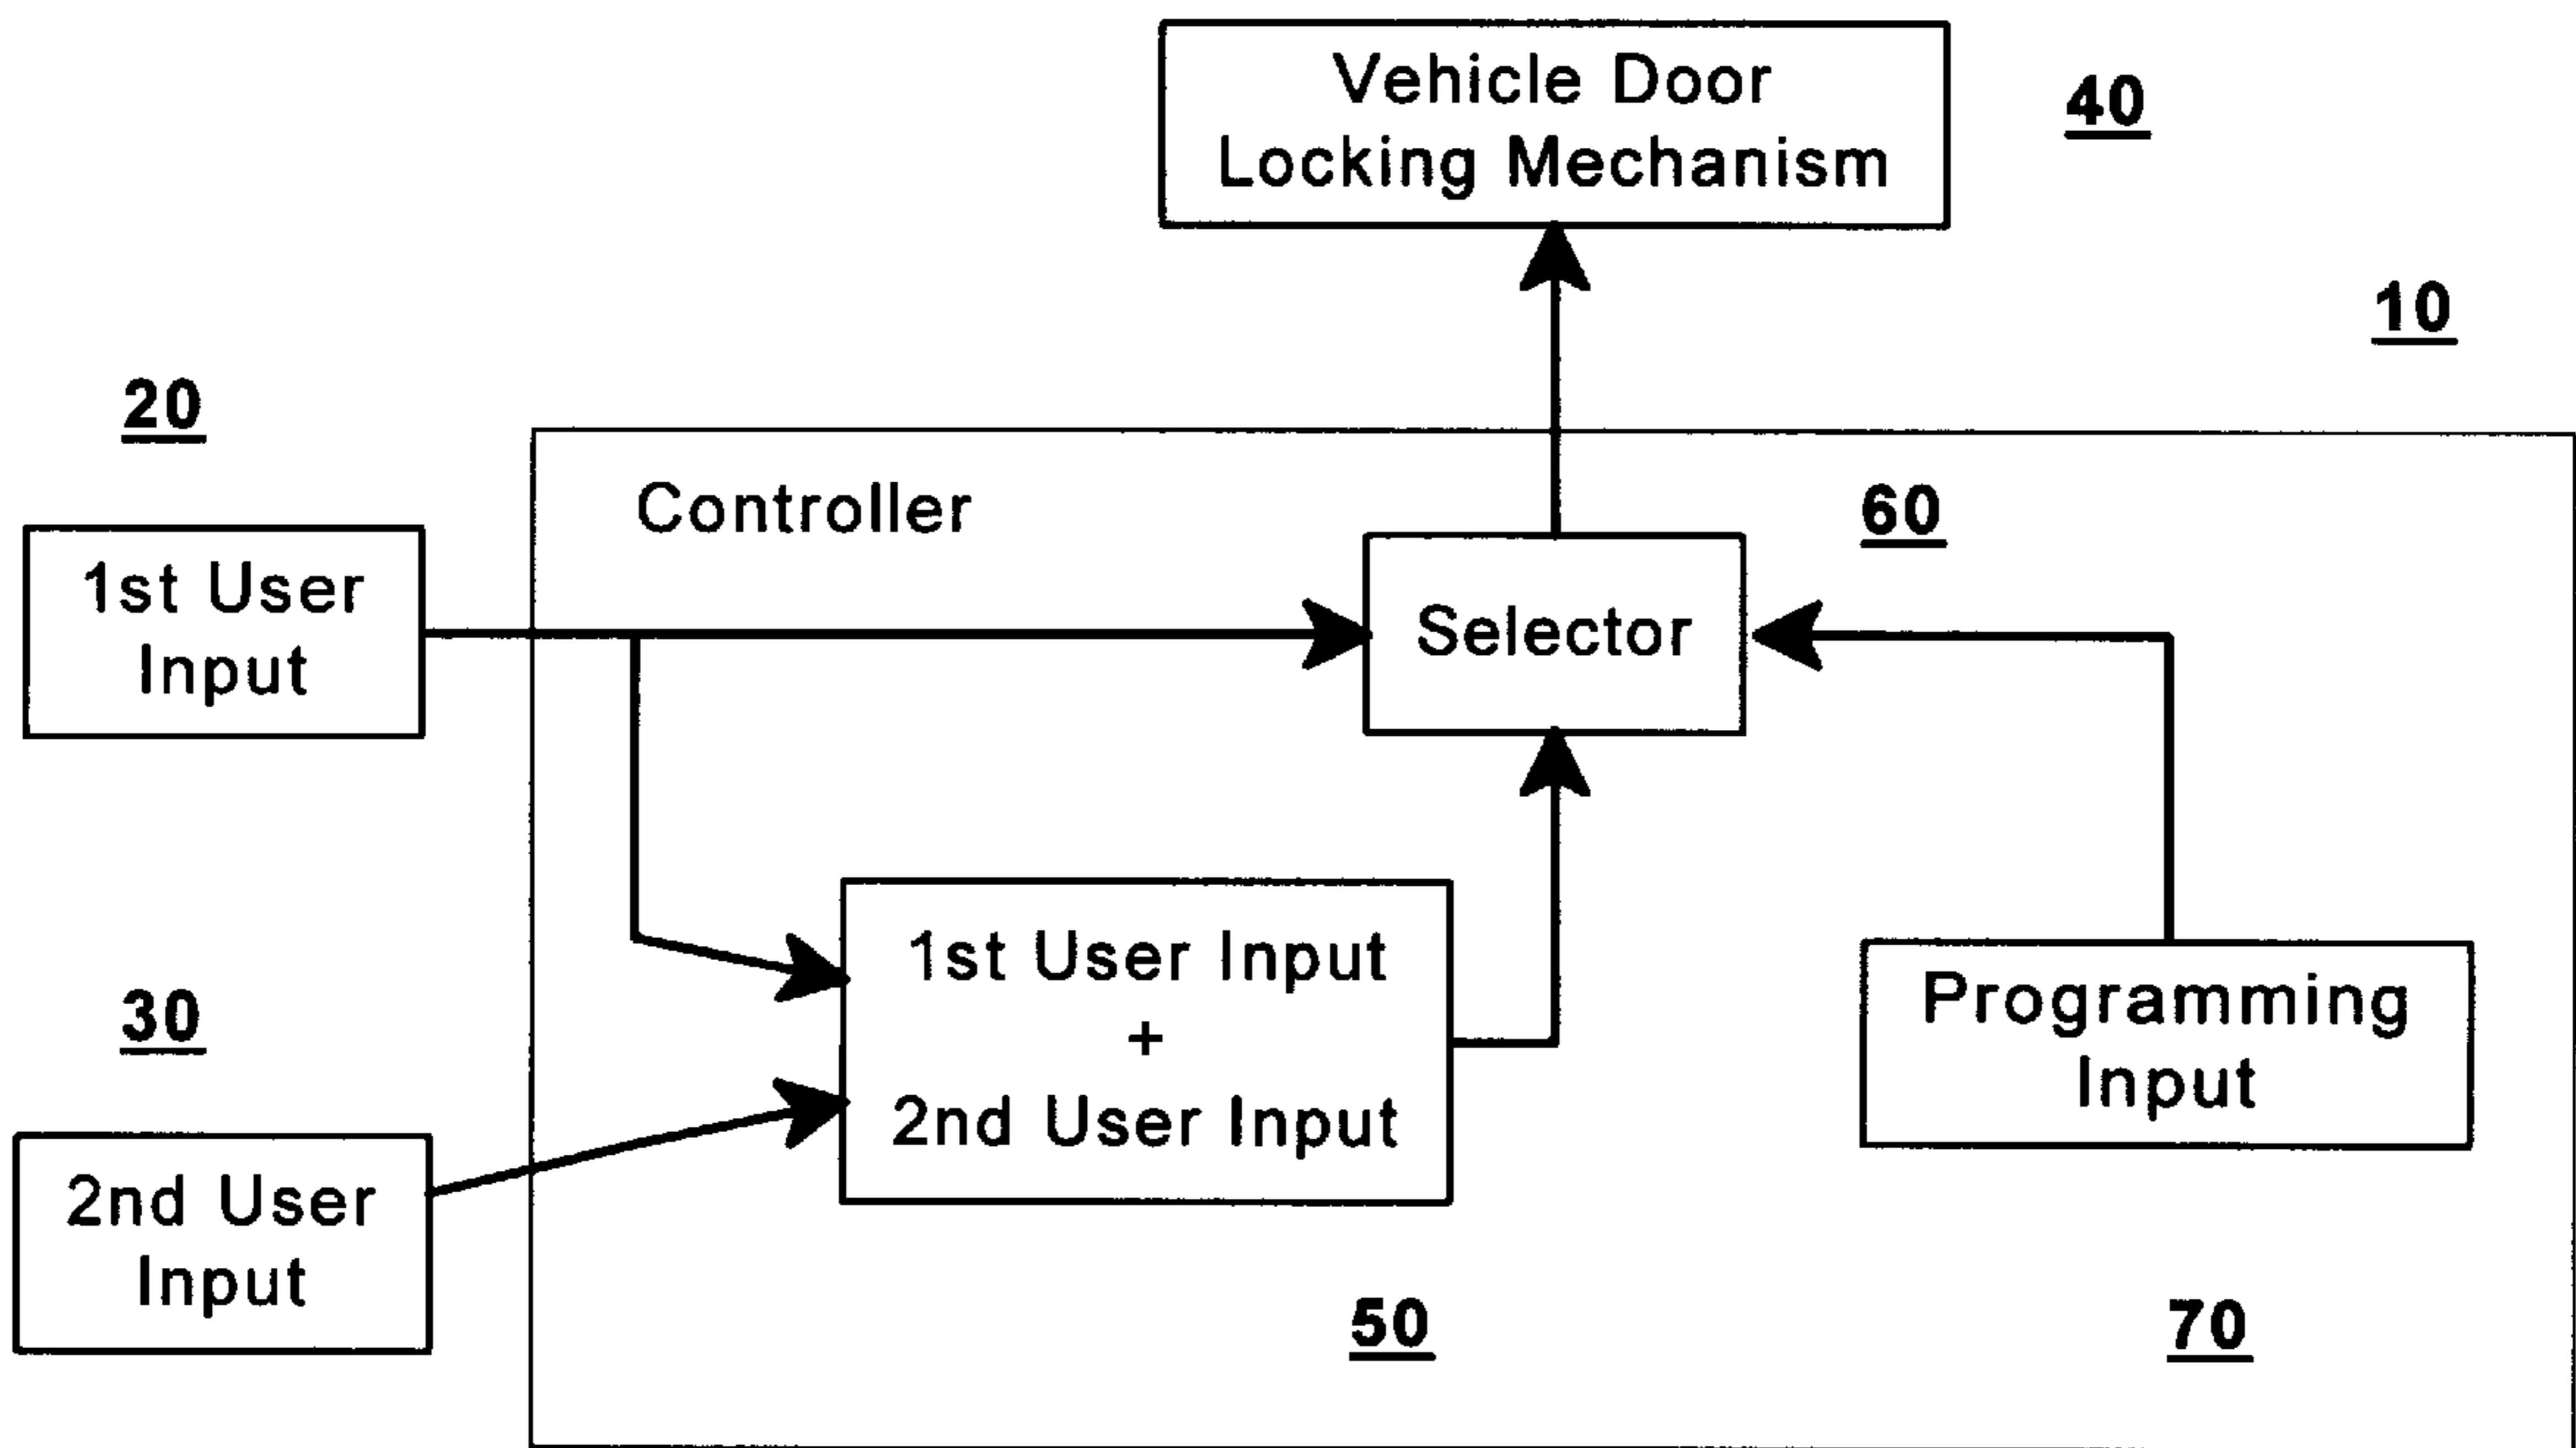 Vehicle Door
Locking Mechanism
40
10
20
Controller
60
1st User
Input
Selector
30
1st User Input
+
2nd User Input
Programming
Input
2nd User
Input
50
70